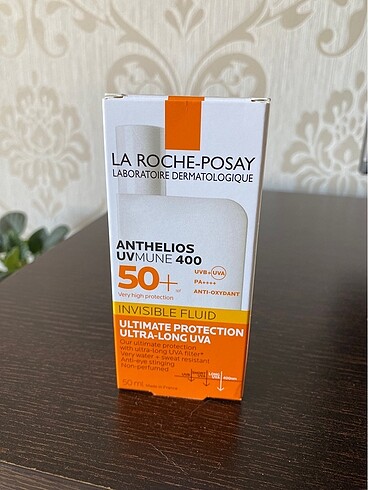 LA ROCHE-POSAY
LABORATOIRE DERMATOLOGIQUE
ANTHELIOS
UVMUNE 400
50+
Very high protection
UVB+UVA
PA++++
ANTI-OXYDANT
INVISIBLE FLUID
ULTIMATE PROTECTION
ULTRA-LONG UVA
Our ultimate protection
with ultra-long UVA filter*
Very water + sweat resistant
Anti-eye stinging
Non-perfumed
50 mL Made in France